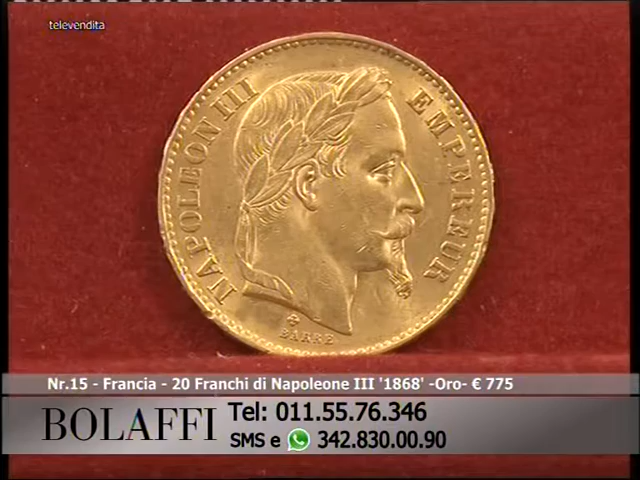 televendita
NAPOLEON III EMPEREUR
BARRE
Nr.15 - Francia - 20 Franchi di Napoleone III '1868' -Oro- € 775
BOLAFFI
Tel: 011.55.76.346
SMS e 342.830.00.90